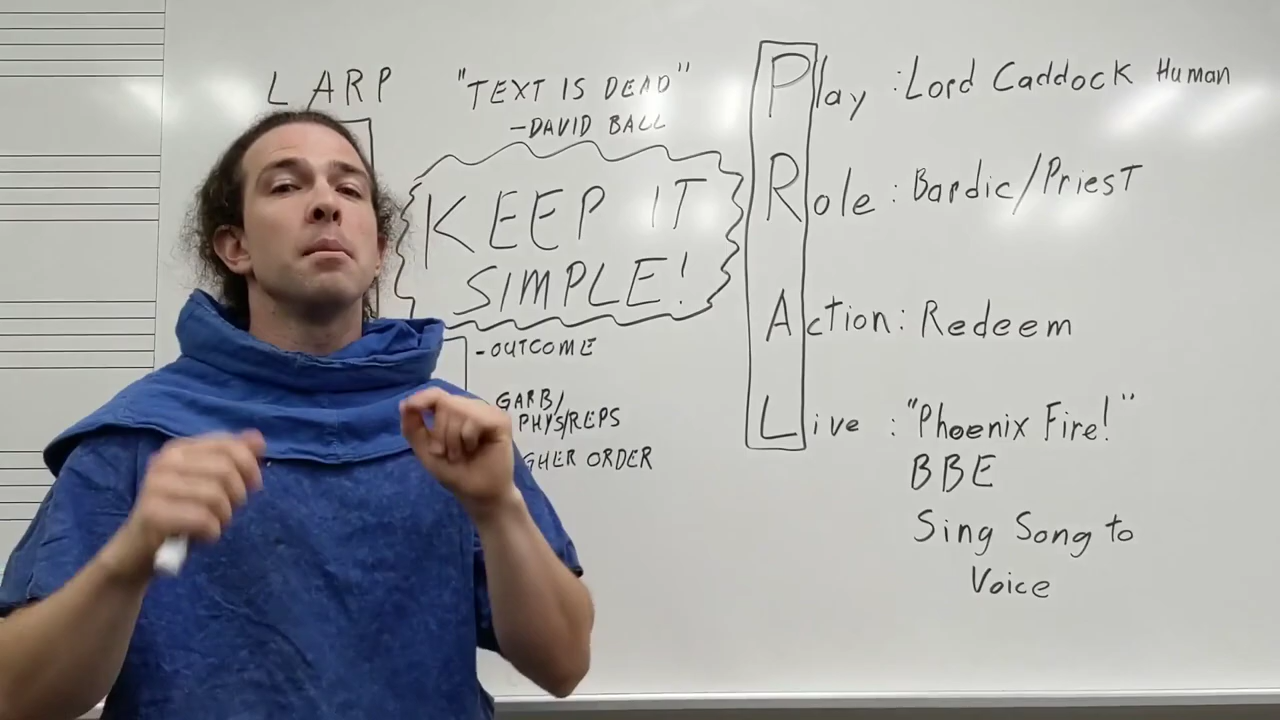 LARP
"TEXT IS DEAD"
-DAVID BALL
KEEP IT
SIMPLE!
-OUTCOME
GARB/
PHYS/REPS
GHER ORDER
Play : Lord Caddock Human
Role : Bardic/Priest
Action: Redeem
Live : "Phoenix Fire!"
BBE
Sing Song to
Voice